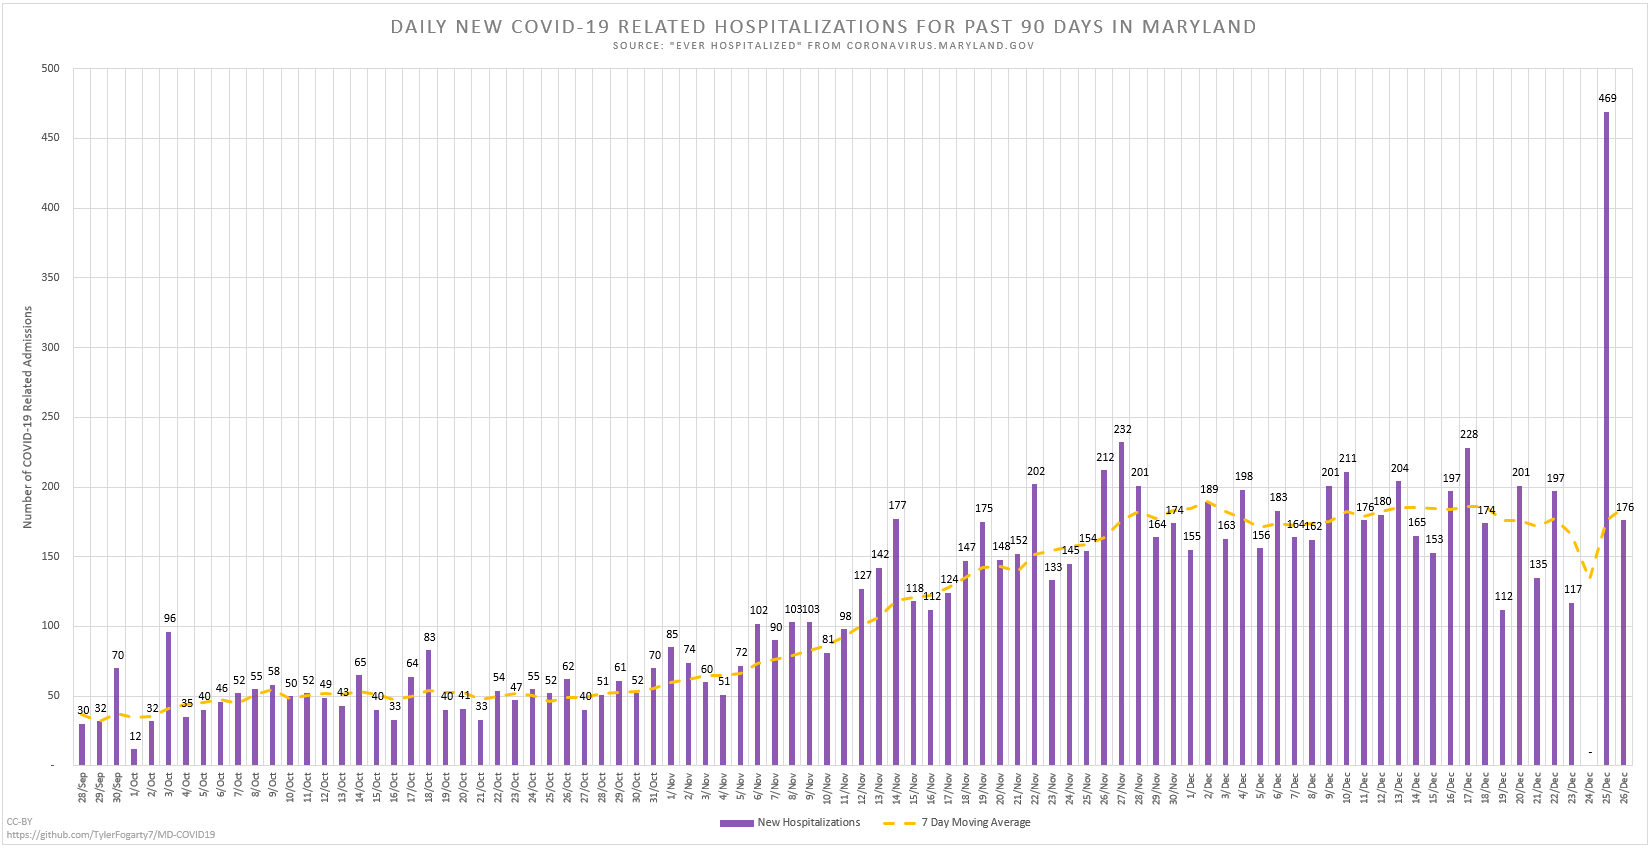 DAILY NEW COVID-19 RELATED HOSPITALIZATIONS FOR PAST 90 DAYS IN MARYLAND
SOURCE: "EVER HOSPITALIZED" FROM CORONAVIRUS.MARYLAND.GOV
Number of COVID-19 Related Admissions
500
450
400
350
300
250
200
150
100
50
-
30 32 70 12 32 96 35 40 46 52 55 58 50 52 49 43 65 40 33 64 83 40 41 33 54 47 55 52 62 40 51 61 52 70 85 74 60 51 72 102 90 103 103 81 98 127 142 177 118 112 124 147 175 148 152 202 133 145 154 212 232 201 164 174 155 189 163 198 156 183 164 162 201 211 176 180 204 165 153 197 228 174 112 201 135 197 117 - 469 176
28/Sep 29/Sep 30/Sep 1/Oct 2/Oct 3/Oct 4/Oct 5/Oct 6/Oct 7/Oct 8/Oct 9/Oct 10/Oct 11/Oct 12/Oct 13/Oct 14/Oct 15/Oct 16/Oct 17/Oct 18/Oct 19/Oct 20/Oct 21/Oct 22/Oct 23/Oct 24/Oct 25/Oct 26/Oct 27/Oct 28/Oct 29/Oct 30/Oct 31/Oct 1/Nov 2/Nov 3/Nov 4/Nov 5/Nov 6/Nov 7/Nov 8/Nov 9/Nov 10/Nov 11/Nov 12/Nov 13/Nov 14/Nov 15/Nov 16/Nov 17/Nov 18/Nov 19/Nov 20/Nov 21/Nov 22/Nov 23/Nov 24/Nov 25/Nov 26/Nov 27/Nov 28/Nov 29/Nov 30/Nov 1/Dec 2/Dec 3/Dec 4/Dec 5/Dec 6/Dec 7/Dec 8/Dec 9/Dec 10/Dec 11/Dec 12/Dec 13/Dec 14/Dec 15/Dec 16/Dec 17/Dec 18/Dec 19/Dec 20/Dec 21/Dec 22/Dec 23/Dec 24/Dec 25/Dec 26/Dec
New Hospitalizations 7 Day Moving Average
CC-BY
https://github.com/TylerFogarty7/MD-COVID19